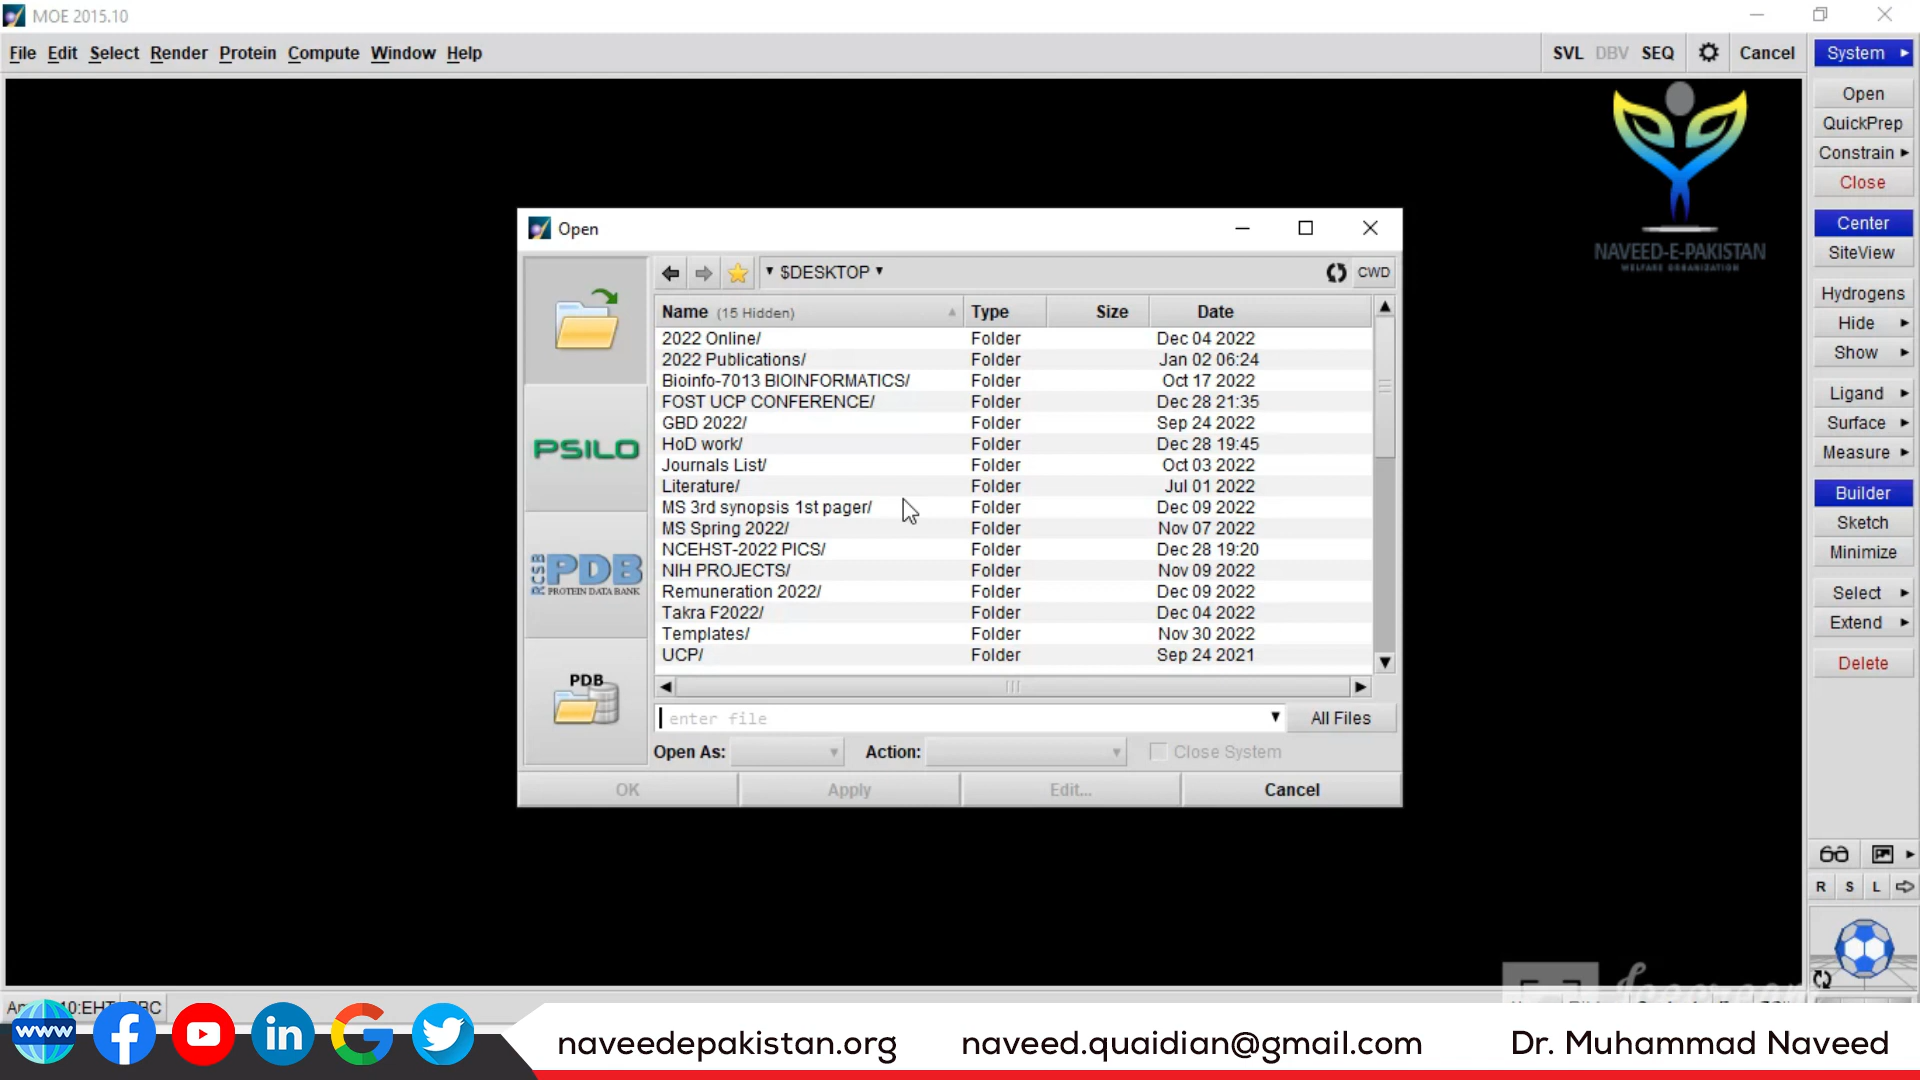 MOE 2015.10
File Edit Select Render Protein Compute Window Help
SVL DBV SEQ Cancel
System
Open
QuickPrep
Constrain
Close
Center
SiteView
Hydrogens
Hide
Show
Ligand
Surface
Measure
Builder
Sketch
Minimize
Select
Extend
Delete
R S L
NAVEED-E-PAKISTAN
WELFARE ORGANIZATION
Open
PSILO
RCSB PDB
PROTEIN DATA BANK
PDB
$DESKTOP CWD
Name (15 Hidden) Type Size Date
2022 Online/ Folder Dec 04 2022
2022 Publications/ Folder Jan 02 06:24
Bioinfo-7013 BIOINFORMATICS/ Folder Oct 17 2022
FOST UCP CONFERENCE/ Folder Dec 28 21:35
GBD 2022/ Folder Sep 24 2022
HoD work/ Folder Dec 28 19:45
Journals List/ Folder Oct 03 2022
Literature/ Folder Jul 01 2022
MS 3rd synopsis 1st pager/ Folder Dec 09 2022
MS Spring 2022/ Folder Nov 07 2022
NCEHST-2022 PICS/ Folder Dec 28 19:20
NIH PROJECTS/ Folder Nov 09 2022
Remuneration 2022/ Folder Dec 09 2022
Takra F2022/ Folder Dec 04 2022
Templates/ Folder Nov 30 2022
UCP/ Folder Sep 24 2021
enter file All Files
Open As: Action: Close System
OK Apply Edit... Cancel
10:EHT
www
naveedepakistan.org naveed.quaidian@gmail.com Dr. Muhammad Naveed